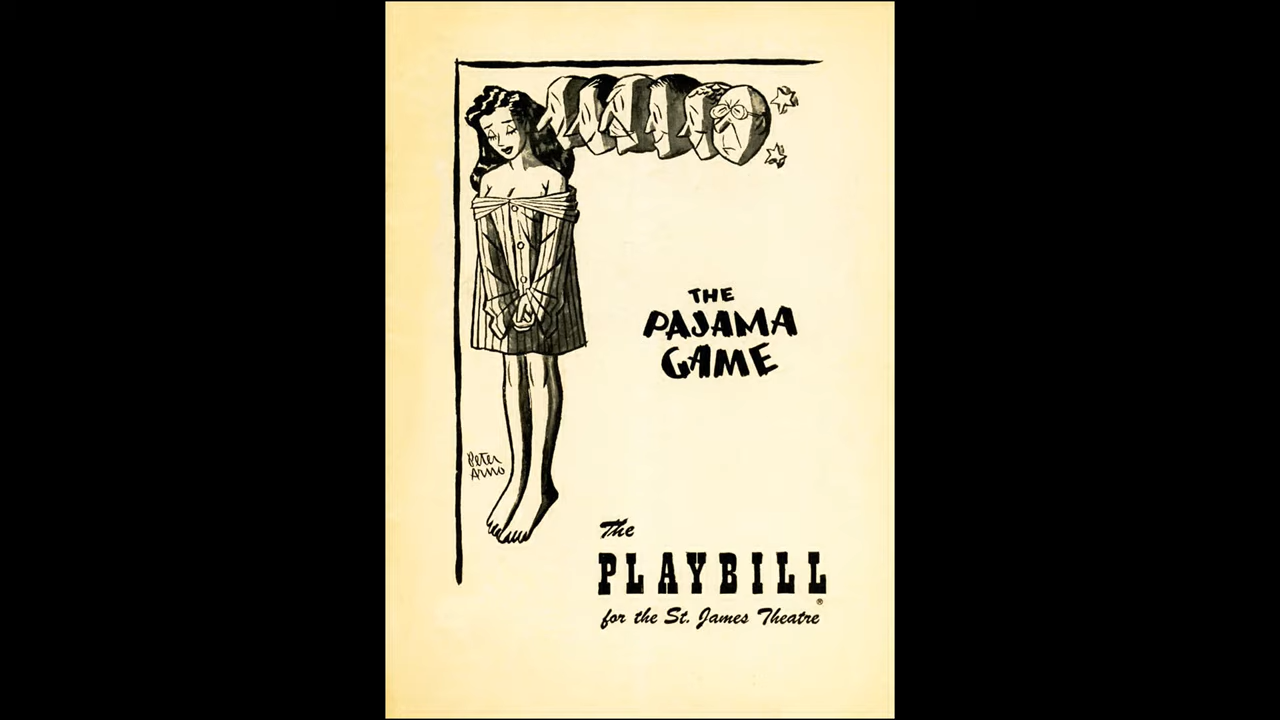 THE
PAJAMA
GAME
Peter
Arno
The
PLAYBILL
®
for the St. James Theatre